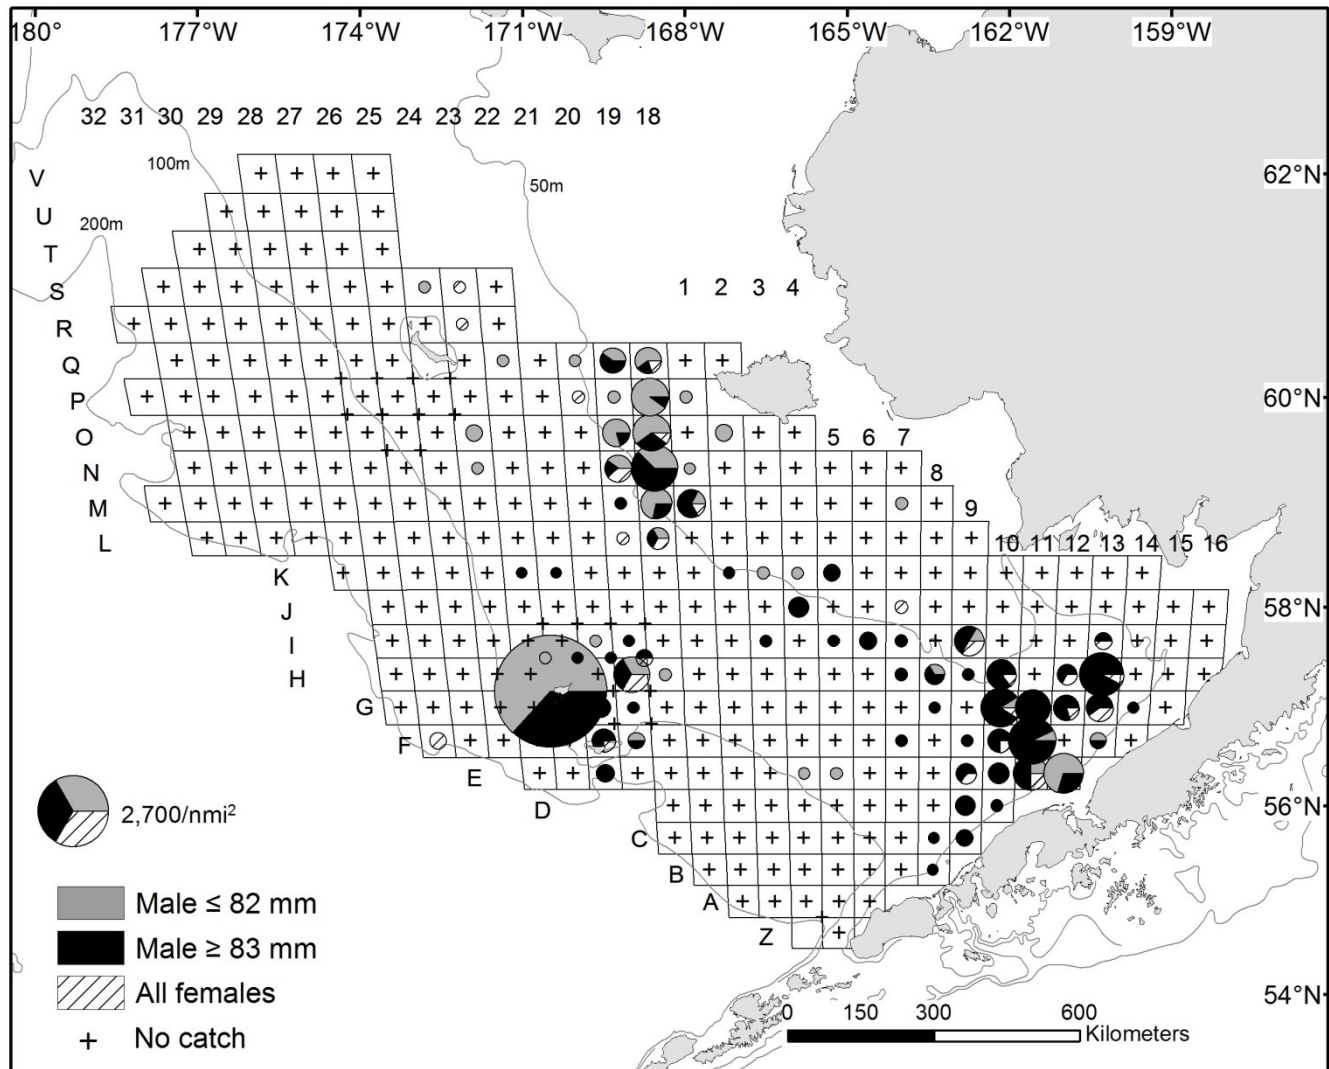 180° 177°W 174°W 171°W 168°W 165°W 162°W 159°W
32 31 30 29 28 27 26 25 24 23 22 21 20 19 18
100m
50m
62°N
V
U
200m
T
S
1 2 3 4
R
Q
P
60°N
O
5 6 7
N
8
M
9
L
10 11 12 13 14 15 16
K
J
58°N
I
H
G
F
E
D
56°N
2,700/nmi²
C
B
A
Z
Male ≤ 82 mm
Male ≥ 83 mm
All females
No catch
54°N
0 150 300 600
Kilometers